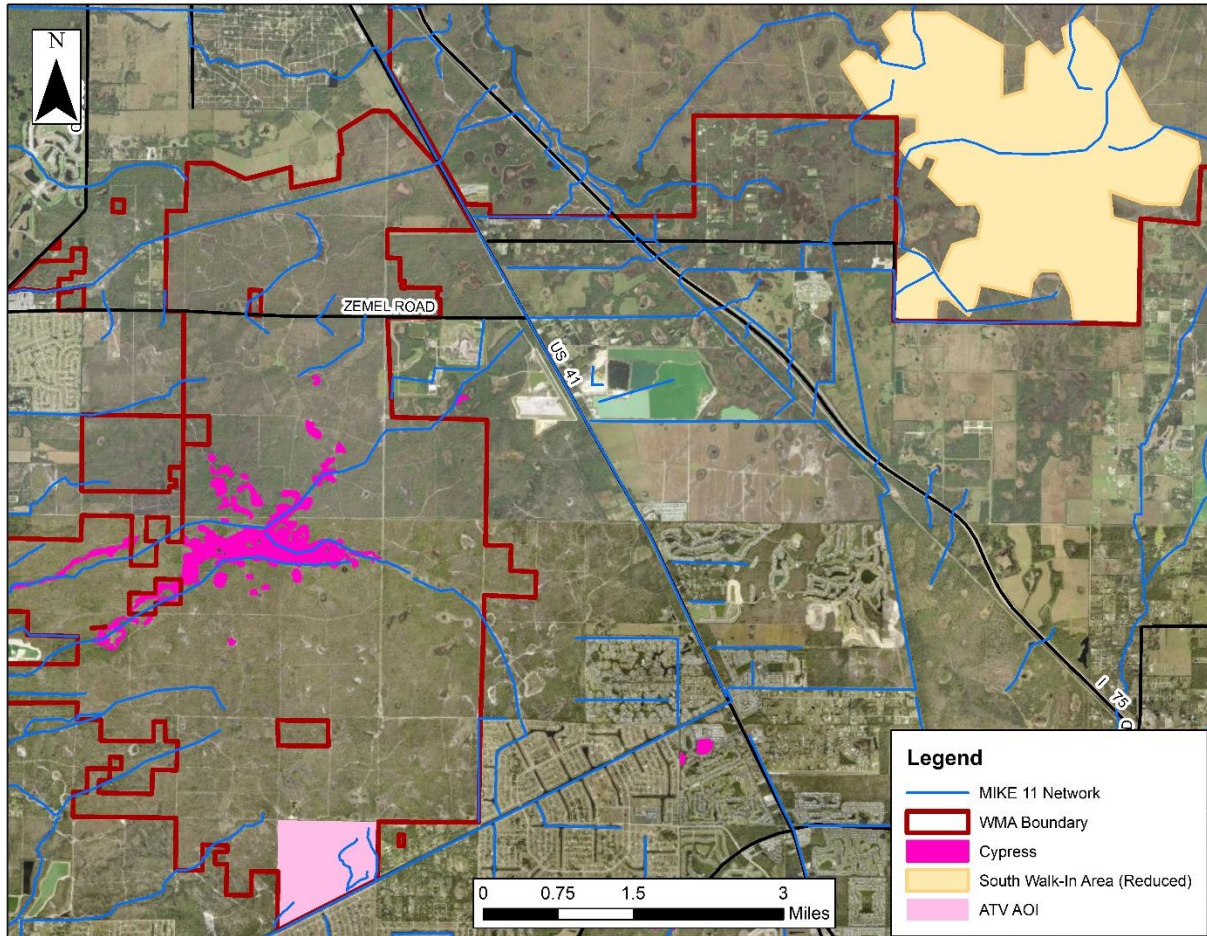 N
ZEMEL ROAD
US 41
I 75
Legend
MIKE 11 Network
WMA Boundary
Cypress
South Walk-In Area (Reduced)
ATV AOI
0 0.75 1.5 3
Miles